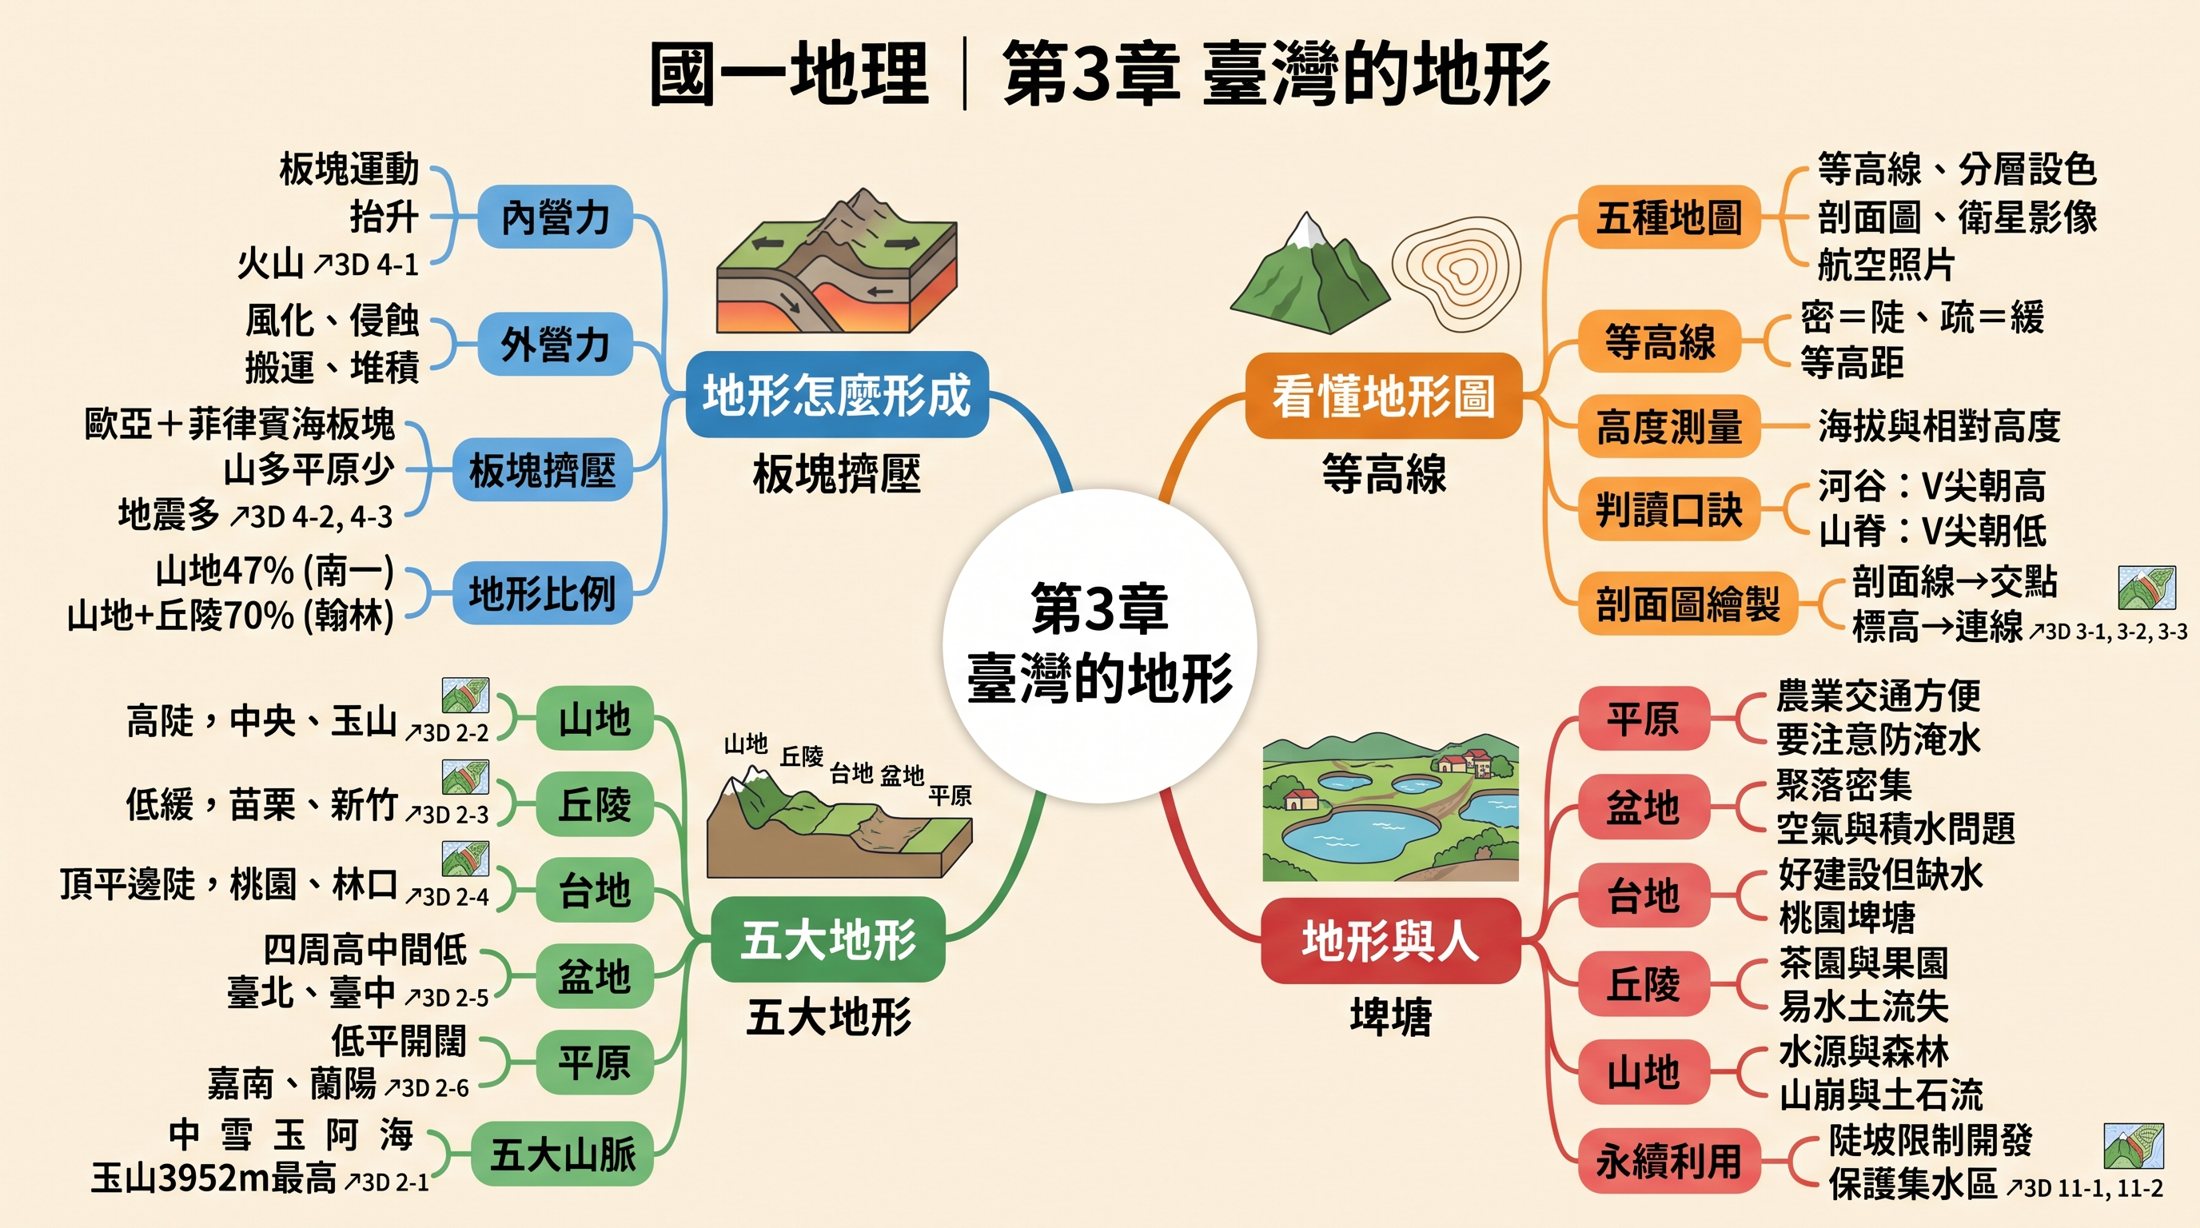 國一地理｜第3章 臺灣的地形
板塊運動
抬升
火山 ↗3D 4-1
內營力
風化、侵蝕
搬運、堆積
外營力
歐亞＋菲律賓海板塊
山多平原少
地震多 ↗3D 4-2, 4-3
板塊擠壓
山地47% (南一)
山地+丘陵70% (翰林)
地形比例
地形怎麼形成
板塊擠壓
看懂地形圖
等高線
五種地圖
等高線、分層設色
剖面圖、衛星影像
航空照片
等高線
密＝陡、疏＝緩
等高距
高度測量
海拔與相對高度
判讀口訣
河谷：V尖朝高
山脊：V尖朝低
剖面圖繪製
剖面線→交點
標高→連線 ↗3D 3-1, 3-2, 3-3
第3章
臺灣的地形
高陡，中央、玉山 ↗3D 2-2
山地
低緩，苗栗、新竹 ↗3D 2-3
丘陵
頂平邊陡，桃園、林口 ↗3D 2-4
台地
四周高中間低
臺北、臺中 ↗3D 2-5
盆地
低平開闊
嘉南、蘭陽 ↗3D 2-6
平原
中 雪 玉 阿 海
玉山3952m最高 ↗3D 2-1
五大山脈
山地
丘陵
台地
盆地
平原
五大地形
五大地形
地形與人
埤塘
平原
農業交通方便
要注意防淹水
盆地
聚落密集
空氣與積水問題
台地
好建設但缺水
桃園埤塘
丘陵
茶園與果園
易水土流失
山地
水源與森林
山崩與土石流
永續利用
陡坡限制開發
保護集水區 ↗3D 11-1, 11-2